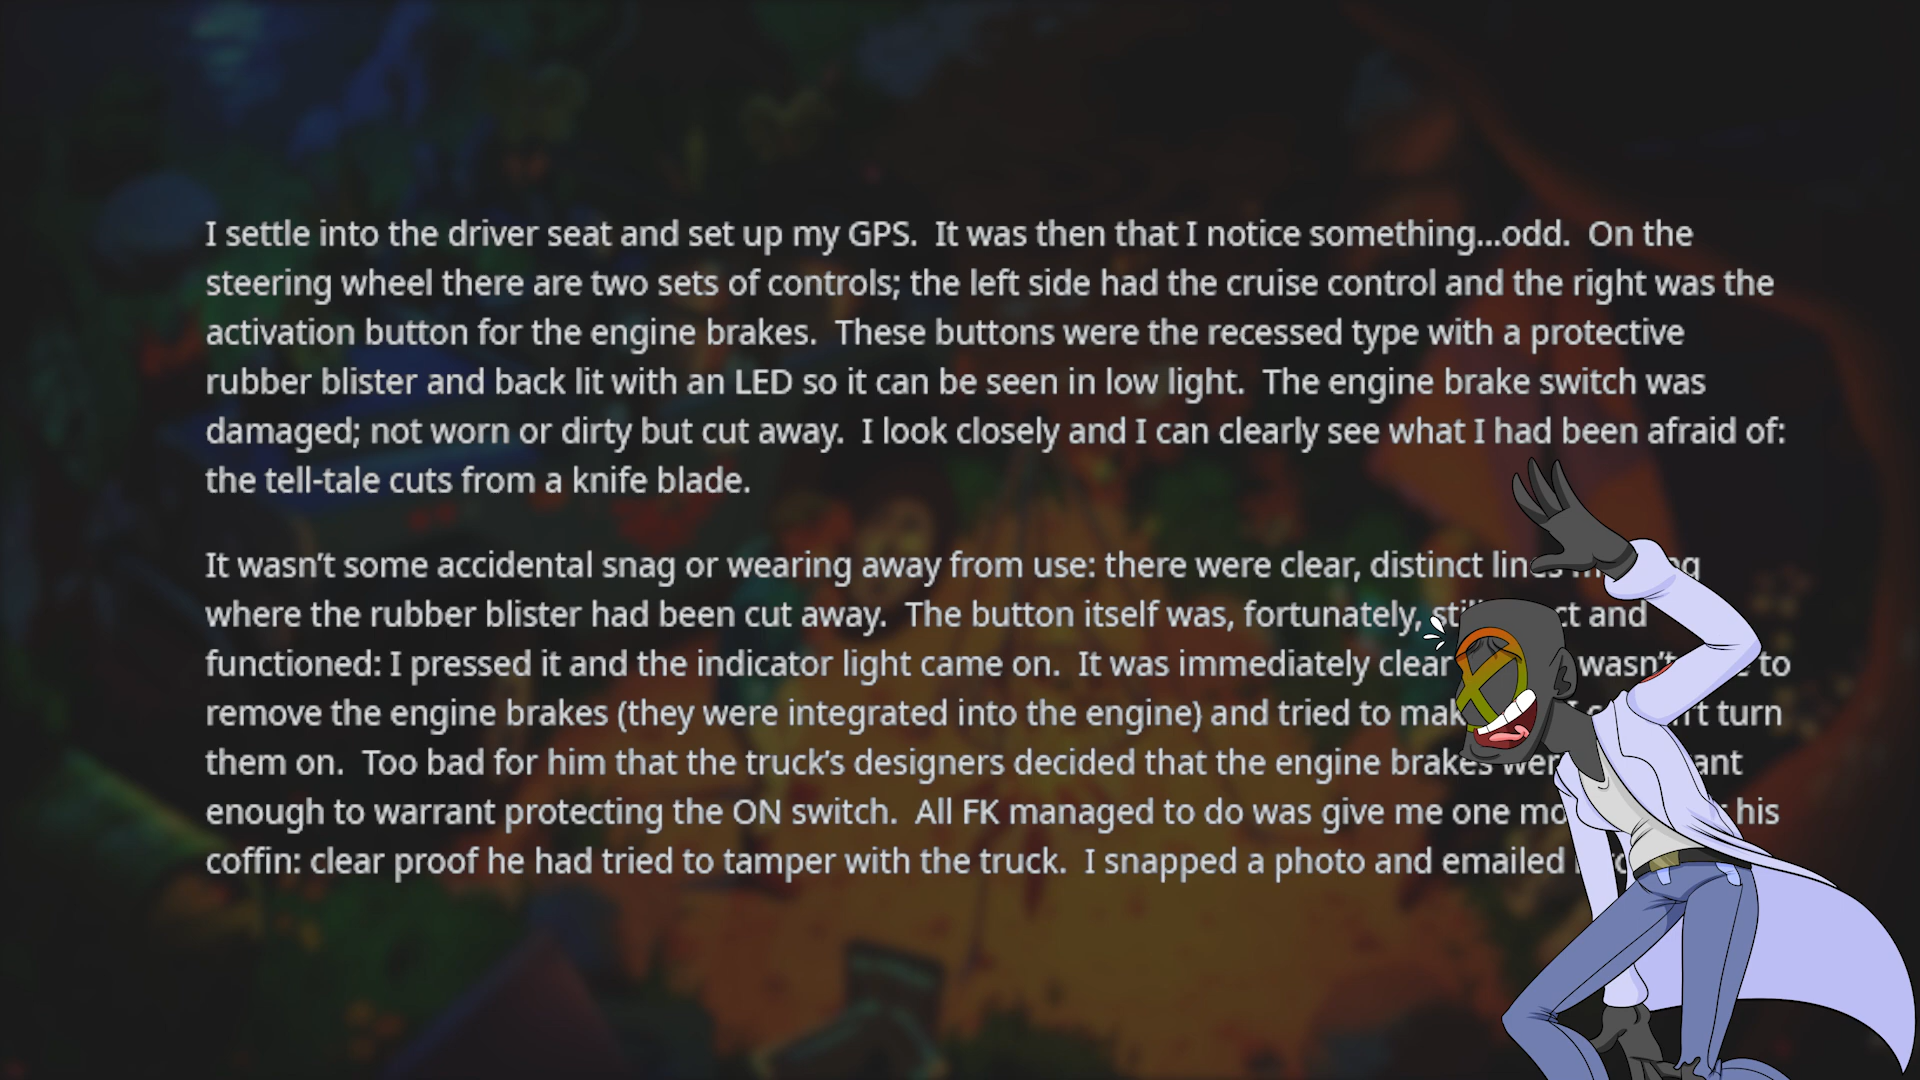 I settle into the driver seat and set up my GPS.  It was then that I notice something...odd.  On the
steering wheel there are two sets of controls; the left side had the cruise control and the right was the
activation button for the engine brakes.  These buttons were the recessed type with a protective
rubber blister and back lit with an LED so it can be seen in low light.  The engine brake switch was
damaged; not worn or dirty but cut away.  I look closely and I can clearly see what I had been afraid of:
the tell-tale cuts from a knife blade.
It wasn’t some accidental snag or wearing away from use: there were clear, distinct lines
where the rubber blister had been cut away.  The button itself was, fortunately, and
functioned: I pressed it and the indicator light came on.  It was immediately clear wasn’t to
remove the engine brakes (they were integrated into the engine) and tried to turn
them on.  Too bad for him that the truck’s designers decided that the engine brakes
enough to warrant protecting the ON switch.  All FK managed to do was give me one his
coffin: clear proof he had tried to tamper with the truck.  I snapped a photo and emailed